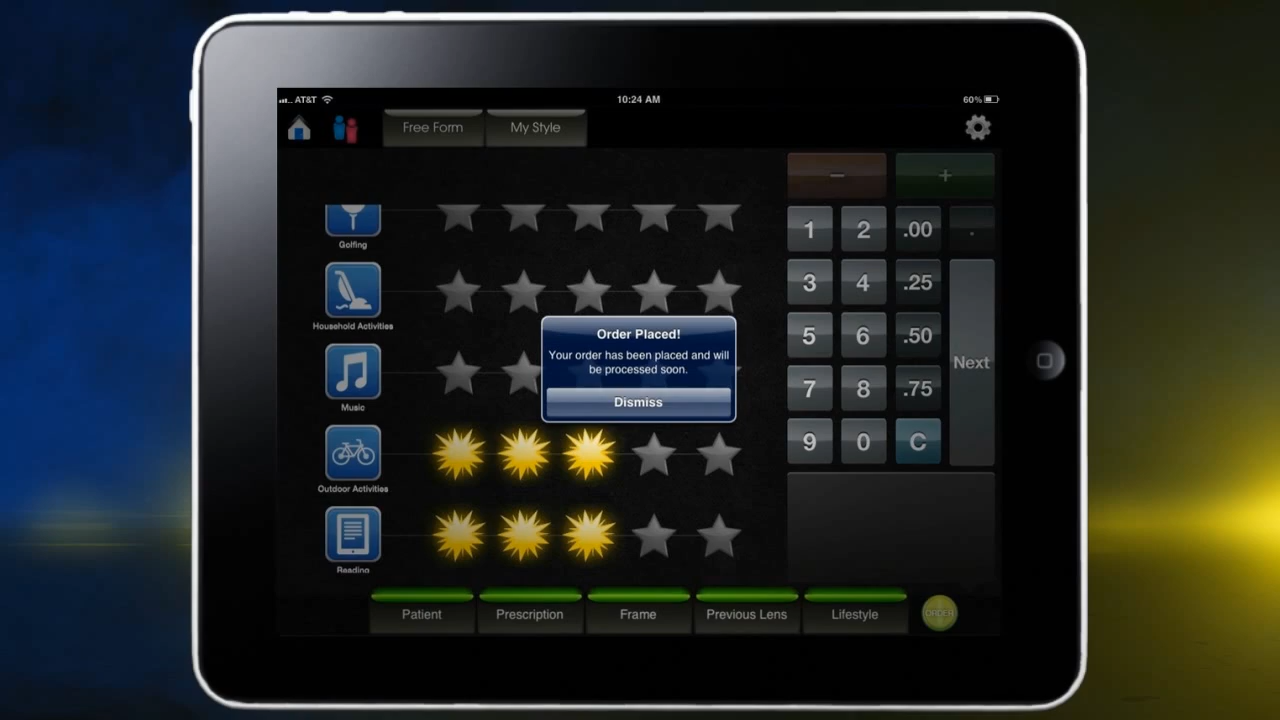 AT&T
10:24 AM
60%
Free Form
My Style
- +
Golfing
Household Activities
Music
Outdoor Activities
Reading
Order Placed!
Your order has been placed and will
be processed soon.
Dismiss
1 2 .00 .
3 4 .25
5 6 .50
Next
7 8 .75
9 0 C
Patient
Prescription
Frame
Previous Lens
Lifestyle
ORDER